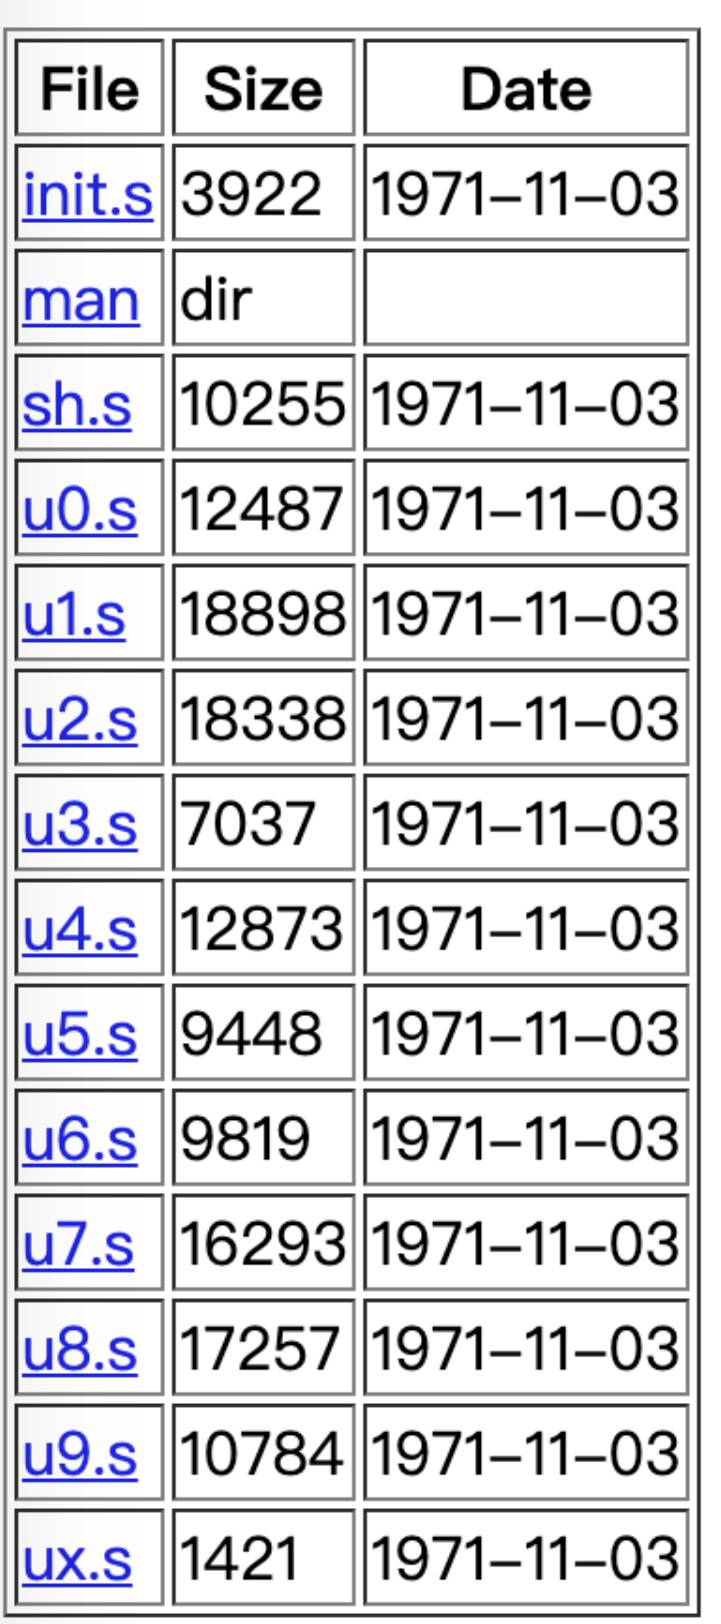 File Size Date
init.s 3922 1971-11-03
man dir
sh.s 10255 1971-11-03
u0.s 12487 1971-11-03
u1.s 18898 1971-11-03
u2.s 18338 1971-11-03
u3.s 7037 1971-11-03
u4.s 12873 1971-11-03
u5.s 9448 1971-11-03
u6.s 9819 1971-11-03
u7.s 16293 1971-11-03
u8.s 17257 1971-11-03
u9.s 10784 1971-11-03
ux.s 1421 1971-11-03